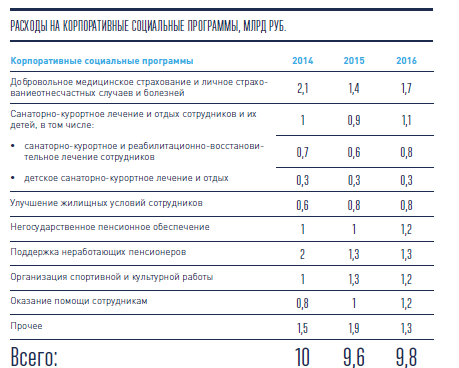 РАСХОДЫ НА КОРПОРАТИВНЫЕ СОЦИАЛЬНЫЕ ПРОГРАММЫ, МЛРД РУБ.
Корпоративные социальные программы 2014 2015 2016
Добровольное медицинское страхование и личное страхо-
ваниеотнесчастных случаев и болезней 2,1 1,4 1,7
Санаторно-курортное лечение и отдых сотрудников и их
детей, в том числе: 1 0,9 1,1
• санаторно-курортное и реабилитационно-восстанови-
тельное лечение сотрудников 0,7 0,6 0,8
• детское санаторно-курортное лечение и отдых 0,3 0,3 0,3
Улучшение жилищных условий сотрудников 0,6 0,8 0,8
Негосударственное пенсионное обеспечение 1 1 1,2
Поддержка неработающих пенсионеров 2 1,3 1,3
Организация спортивной и культурной работы 1 1,3 1,2
Оказание помощи сотрудникам 0,8 1 1,2
Прочее 1,5 1,9 1,3
Всего: 10 9,6 9,8